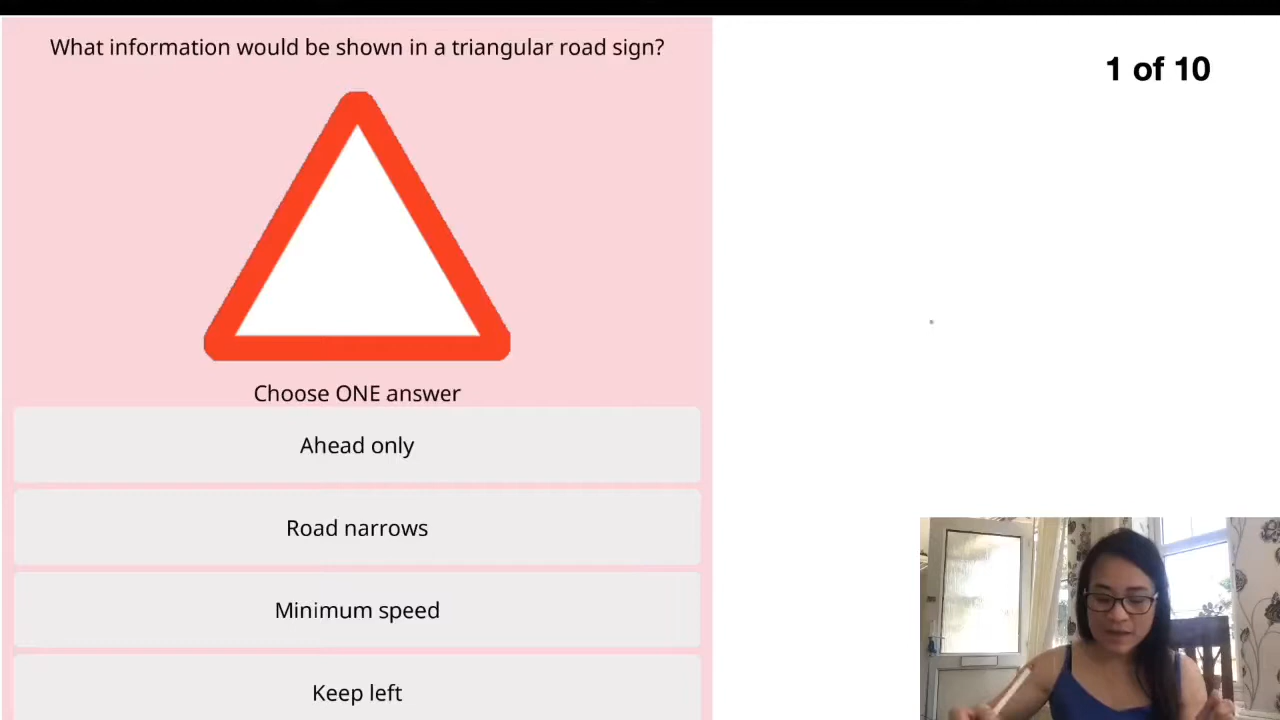 What information would be shown in a triangular road sign?
1 of 10
Choose ONE answer
Ahead only
Road narrows
Minimum speed
Keep left